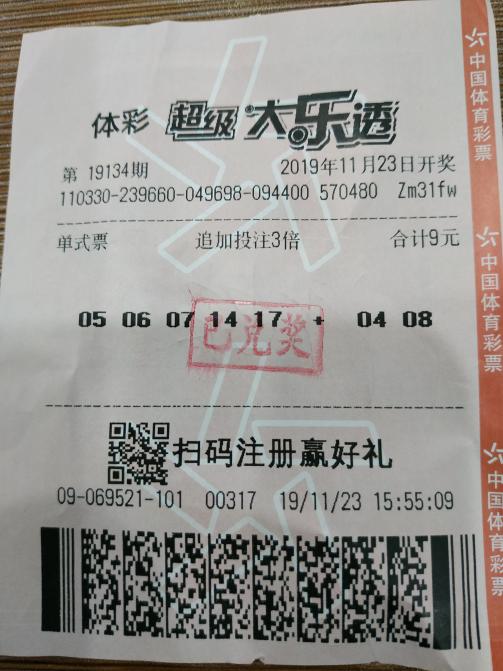 体彩 超级大乐透
第 19134期 2019年11月23日开奖
110330-239660-049698-094400 570480 Zm31fw
单式票 追加投注3倍 合计9元
05 06 07 14 17 + 04 08
已兑奖
扫码注册赢好礼
09-069521-101 00317 19/11/23 15:55:09
中国体育彩票
中国体育彩票
中国体育彩票